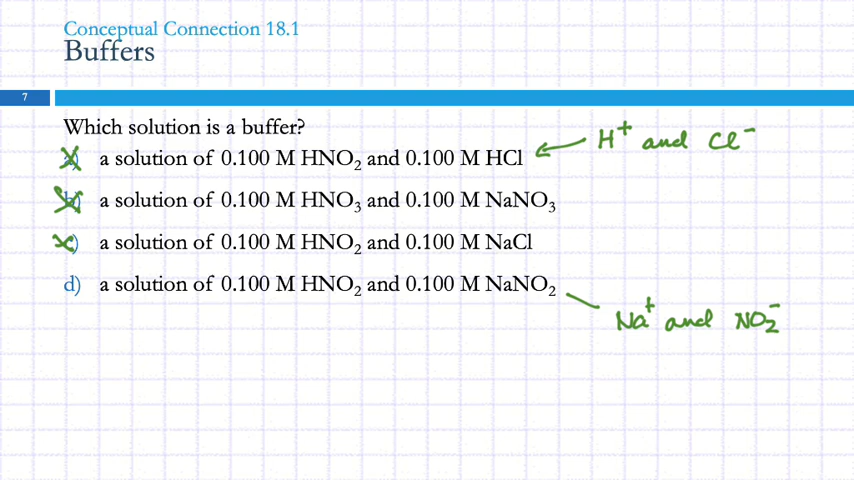 Conceptual Connection 18.1
Buffers
7
Which solution is a buffer?
a) a solution of 0.100 M HNO₂ and 0.100 M HCl
H⁺ and Cl⁻
b) a solution of 0.100 M HNO₃ and 0.100 M NaNO₃
c) a solution of 0.100 M HNO₂ and 0.100 M NaCl
d) a solution of 0.100 M HNO₂ and 0.100 M NaNO₂
Na⁺ and NO₂⁻